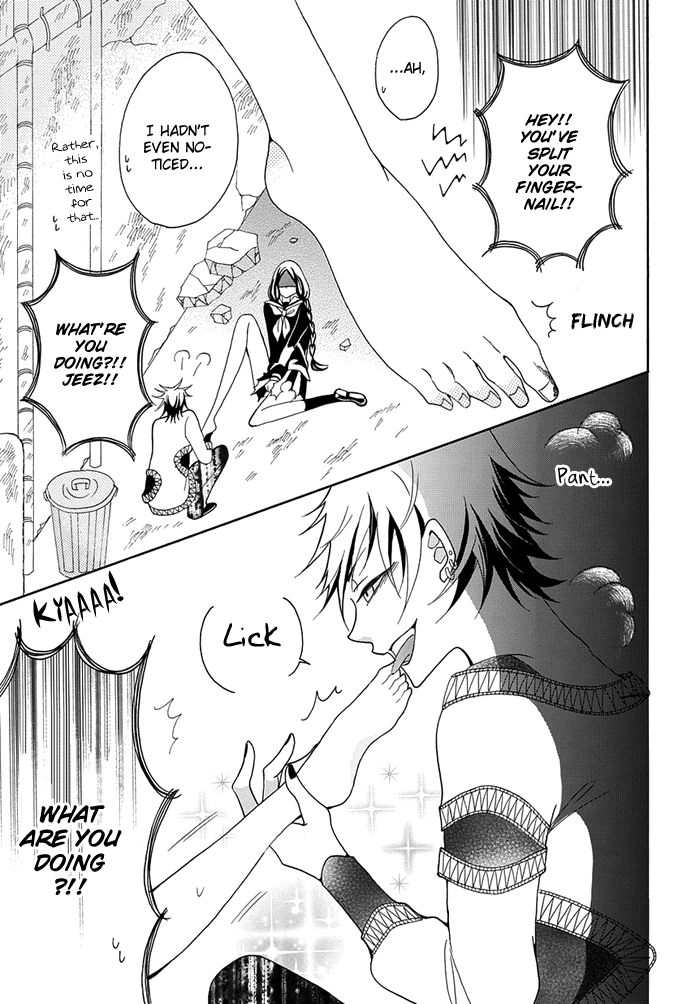 HEY!!
YOU'VE
SPLIT
YOUR
FINGER-
NAIL!!
...AH,
I HADN'T
EVEN NO-
TICED...
Rather,
this
is no
time
for
that...
FLINCH
WHAT'RE
YOU
DOING?!!
JEEZ!!
? ?
Pant...
Lick
KYAAAA!
WHAT
ARE YOU
DOING
?!!